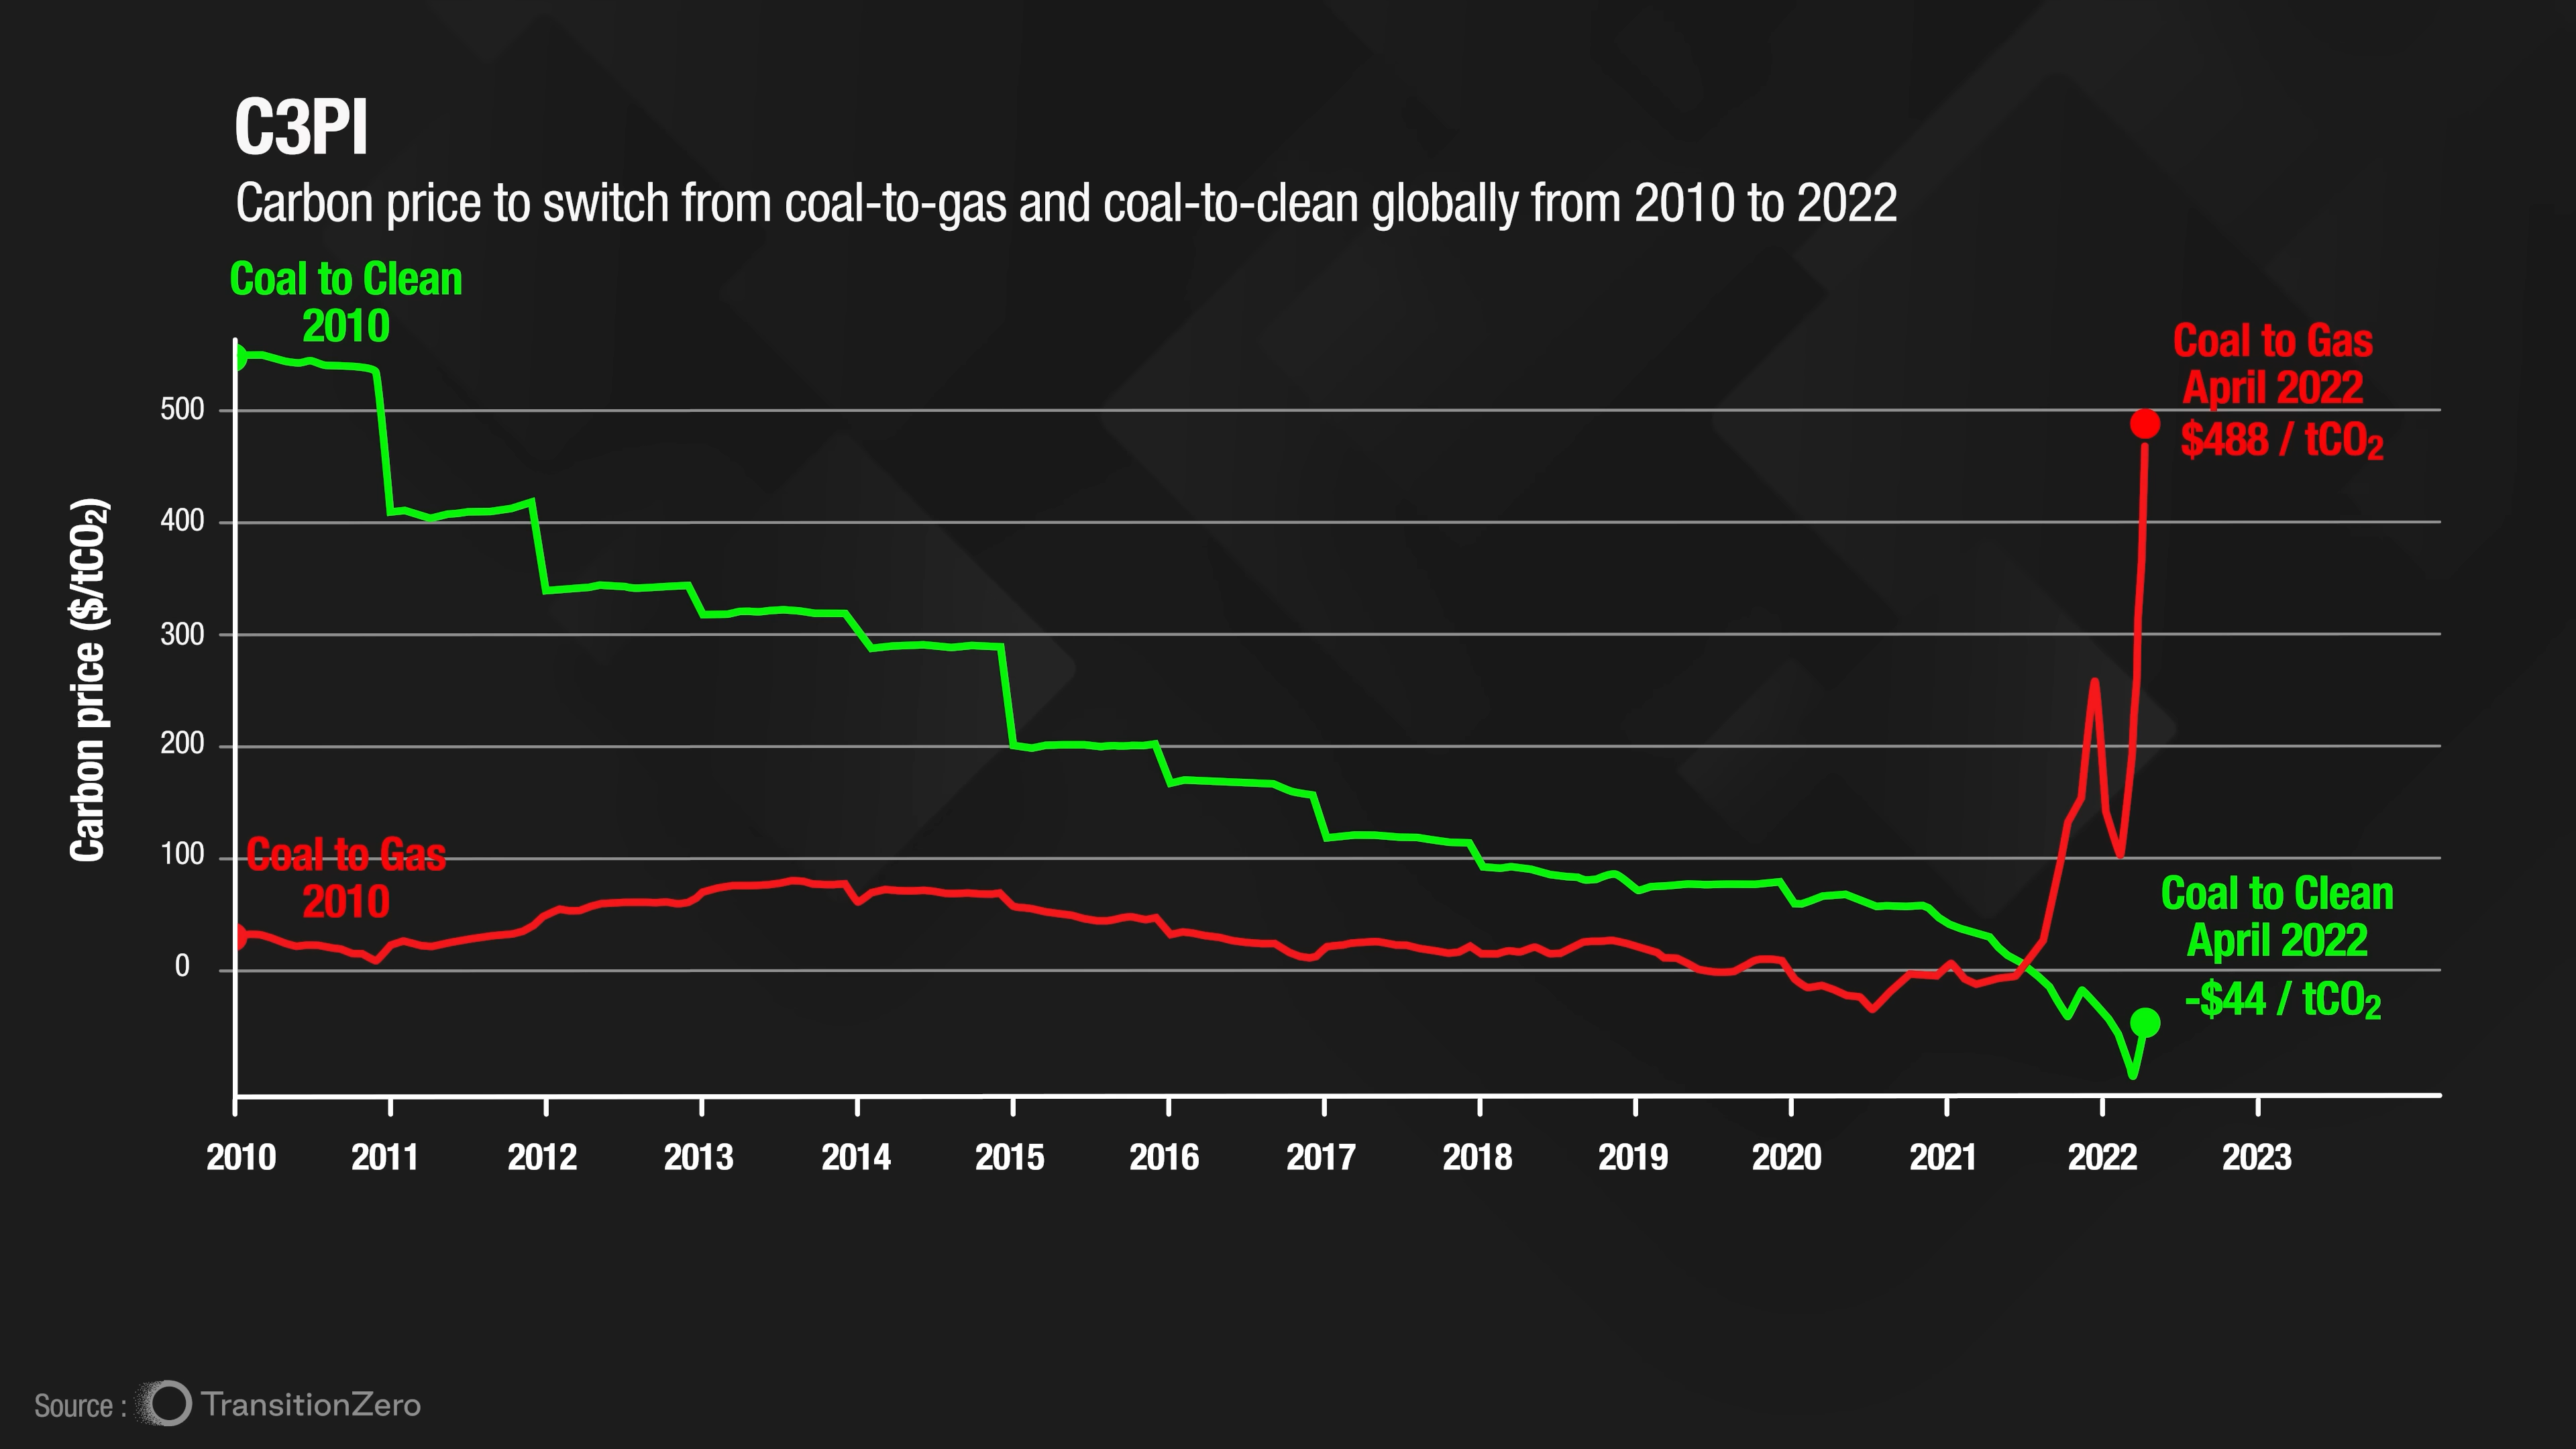 C3PI
Carbon price to switch from coal-to-gas and coal-to-clean globally from 2010 to 2022
Coal to Clean
2010
Coal to Gas
April 2022
$488 / tCO₂
Carbon price ($/tCO₂)
500
400
300
200
100
0
Coal to Gas
2010
Coal to Clean
April 2022
-$44 / tCO₂
2010 2011 2012 2013 2014 2015 2016 2017 2018 2019 2020 2021 2022 2023
Source : TransitionZero